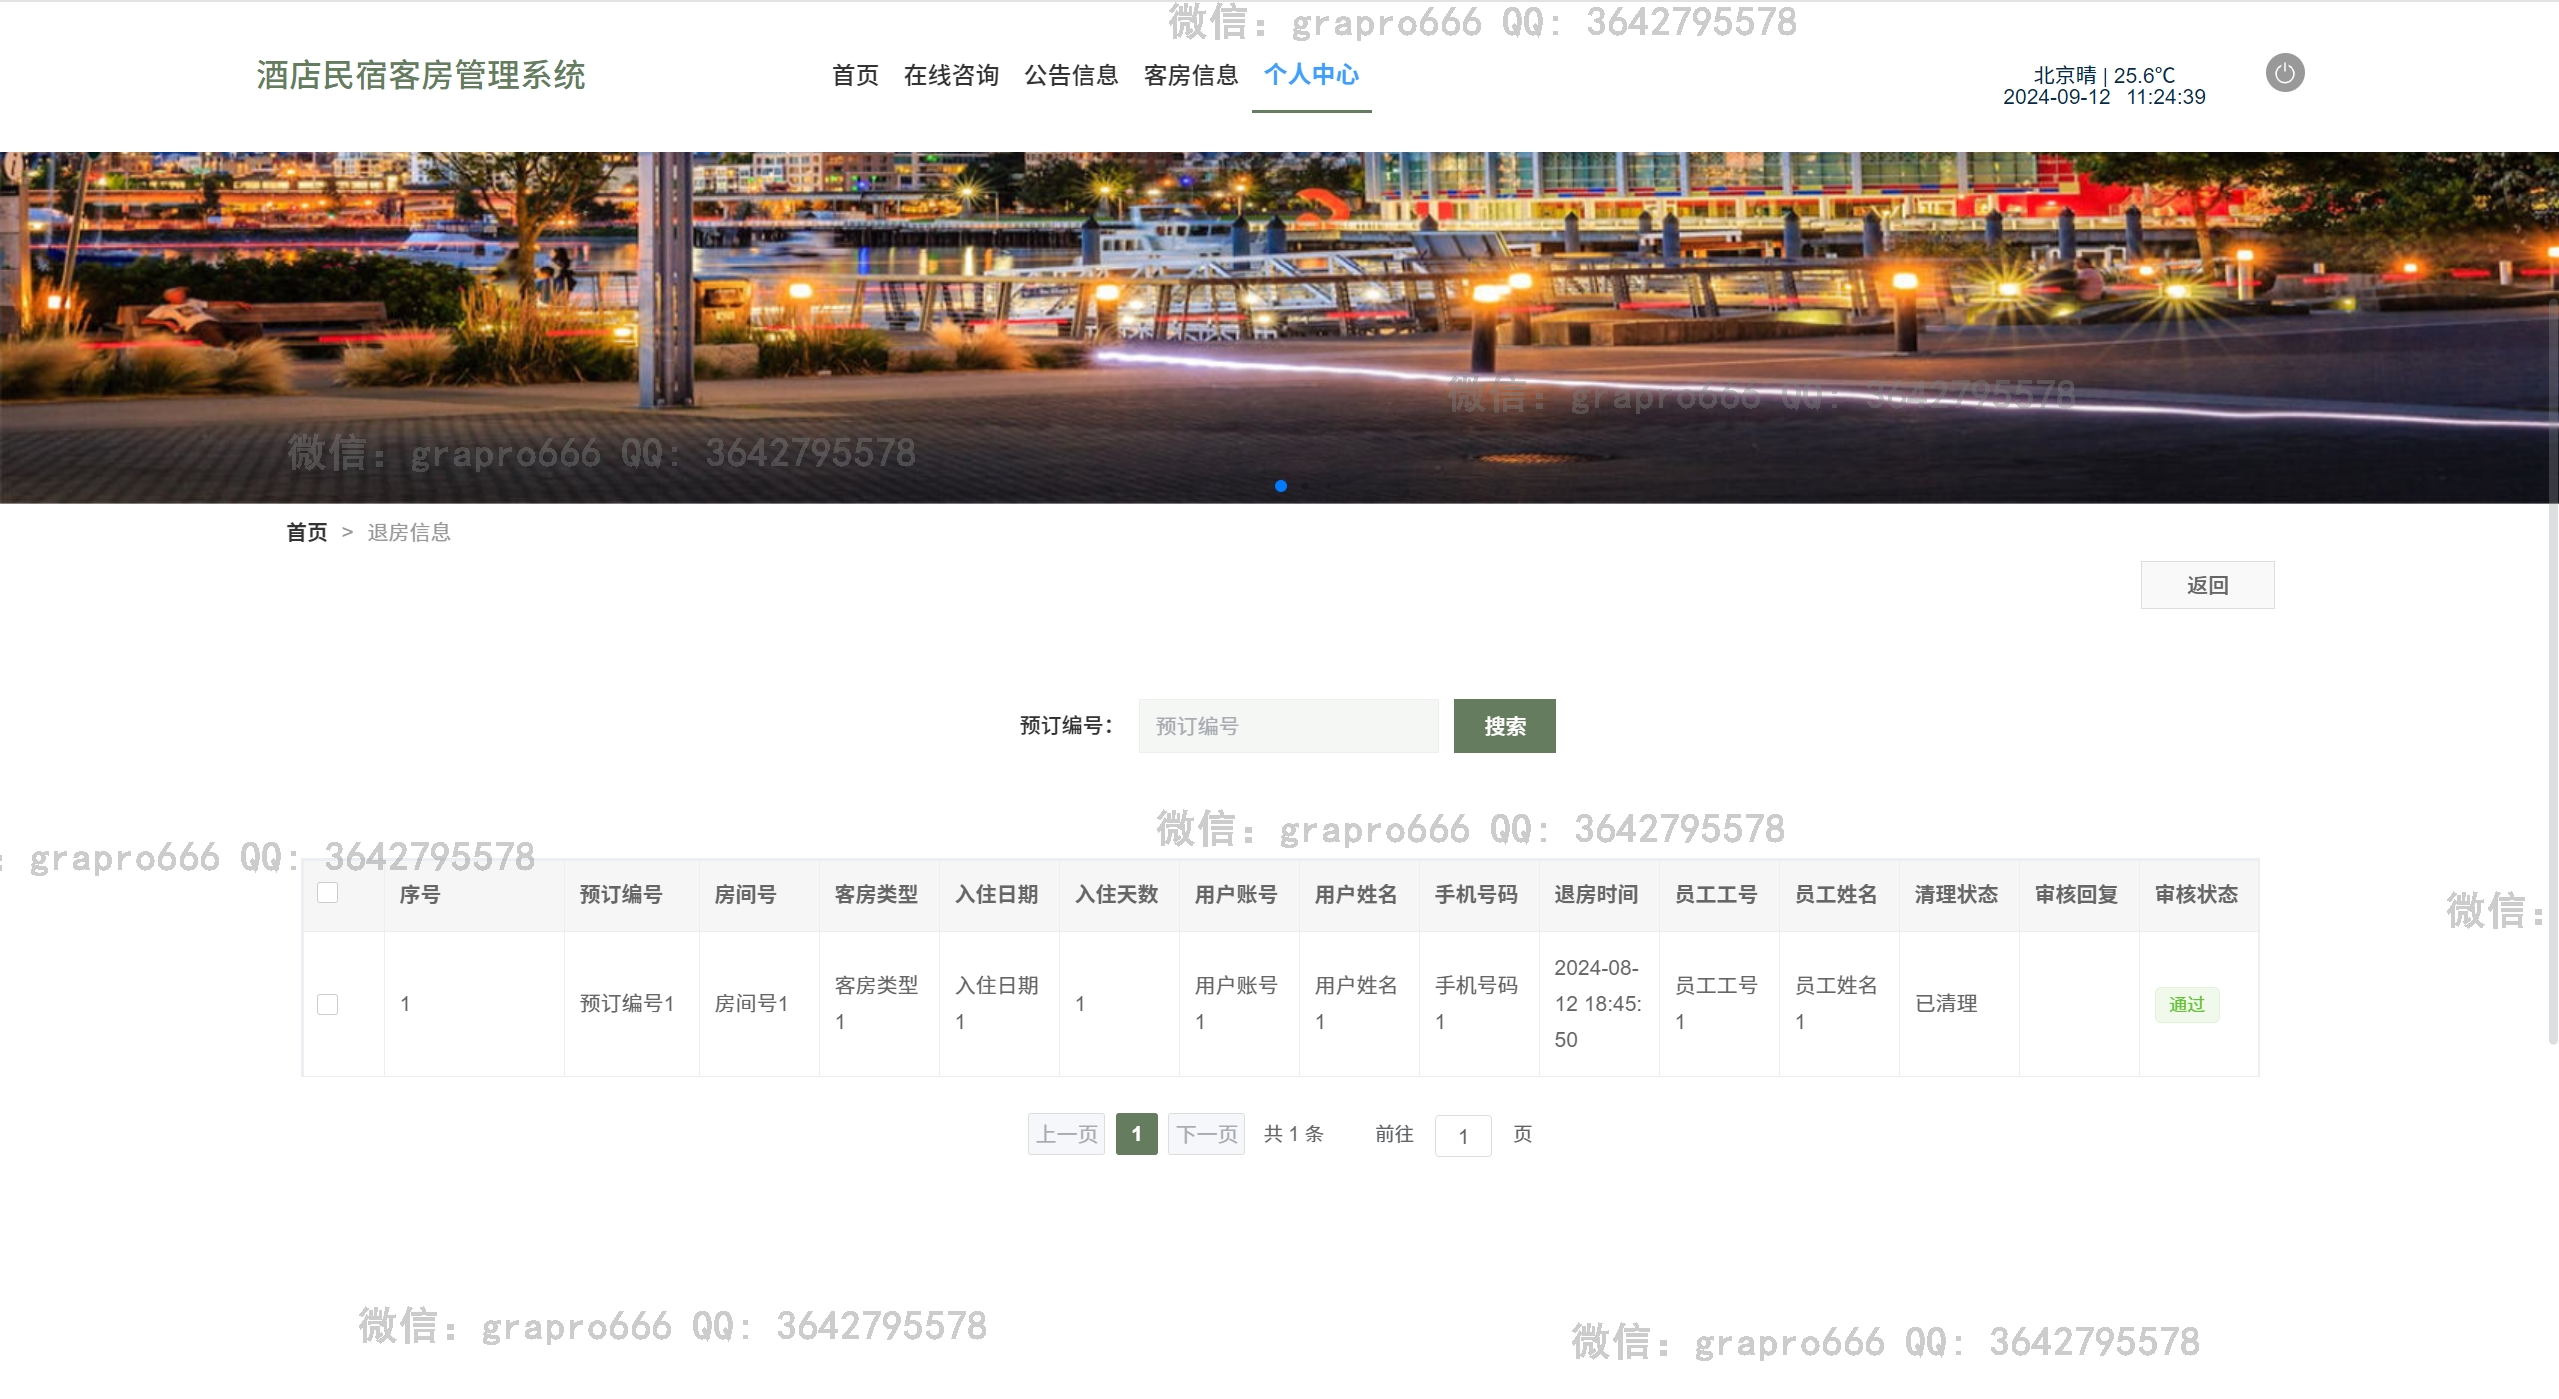 微信：grapro666 QQ：3642795578
酒店民宿客房管理系统
首页 在线咨询 公告信息 客房信息 个人中心
北京晴 | 25.6℃
2024-09-12 11:24:39
微信：grapro666 QQ：3642795578
微信：grapro666 QQ：3642795578
首页 > 退房信息
返回
预订编号： 预订编号 搜索
微信：grapro666 QQ：3642795578
：grapro666 QQ：3642795578
微信：
序号 预订编号 房间号 客房类型 入住日期 入住天数 用户账号 用户姓名 手机号码 退房时间 员工工号 员工姓名 清理状态 审核回复 审核状态
1 预订编号1 房间号1 客房类型1 入住日期1 1 用户账号1 用户姓名1 手机号码1 2024-08-12 18:45:50 员工工号1 员工姓名1 已清理 通过
上一页 1 下一页 共 1 条 前往 1 页
微信：grapro666 QQ：3642795578
微信：grapro666 QQ：3642795578